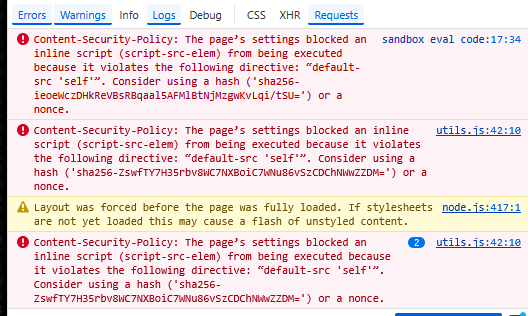 Errors Warnings Info Logs Debug CSS XHR Requests
Content-Security-Policy: The page’s settings blocked an sandbox eval code:17:34
inline script (script-src-elem) from being executed
because it violates the following directive: “default-
src 'self'”. Consider using a hash ('sha256-
ieoeWczDHkReVBsRBqaal5AFMlBtNjMzgwKvLqi/tSU=') or a
nonce.
Content-Security-Policy: The page’s settings blocked an inline utils.js:42:10
script (script-src-elem) from being executed because it violates
the following directive: “default-src 'self'”. Consider using a
hash ('sha256-ZswfTY7H35rbv8WC7NXBoiC7WNu86vSzCDChNWwZZDM=') or a
nonce.
Layout was forced before the page was fully loaded. If stylesheets node.js:417:1
are not yet loaded this may cause a flash of unstyled content.
Content-Security-Policy: The page’s settings blocked an 2 utils.js:42:10
inline script (script-src-elem) from being executed because
it violates the following directive: “default-src 'self'”.
Consider using a hash ('sha256-
ZswfTY7H35rbv8WC7NXBoiC7WNu86vSzCDChNWwZZDM=') or a nonce.